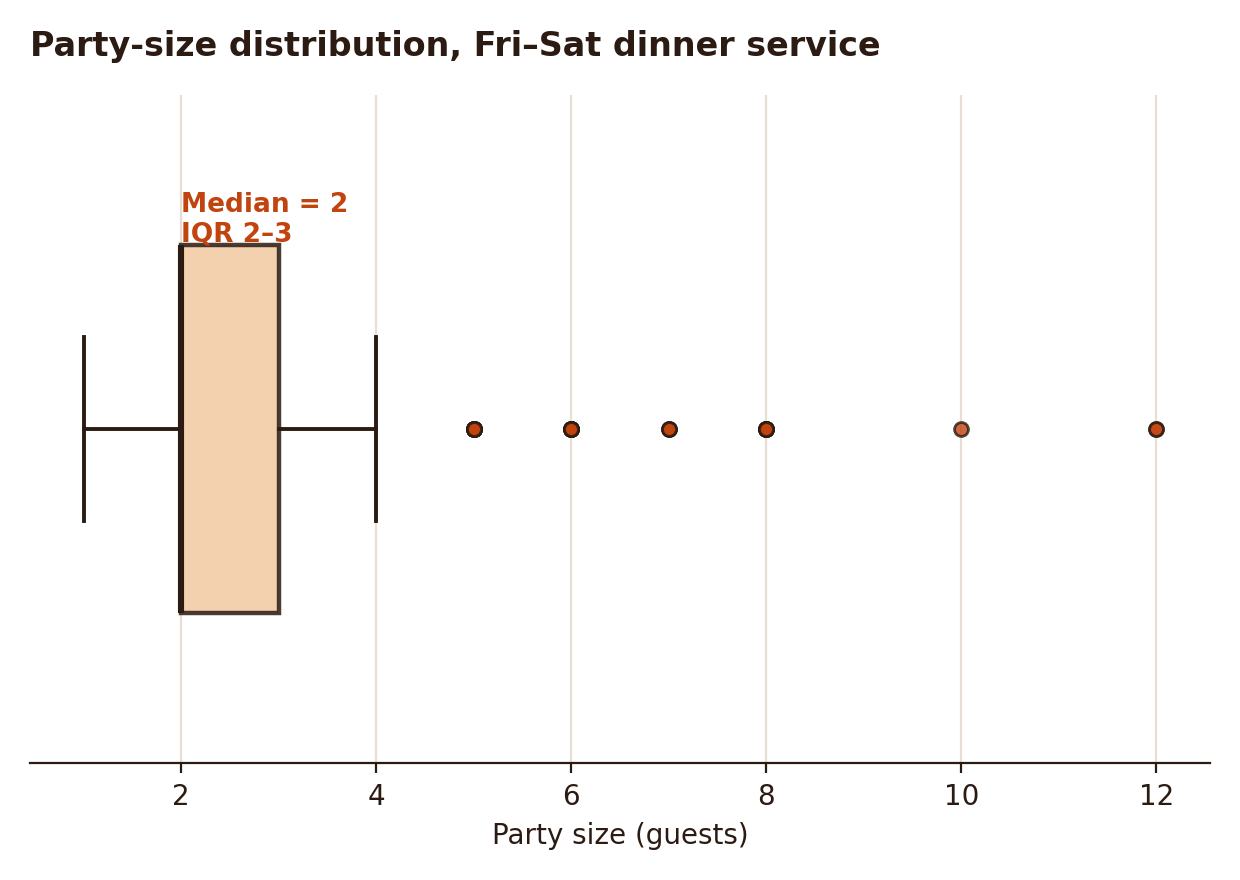 Party-size distribution, Fri–Sat dinner service
Median = 2
IQR 2–3
2 4 6 8 10 12
Party size (guests)